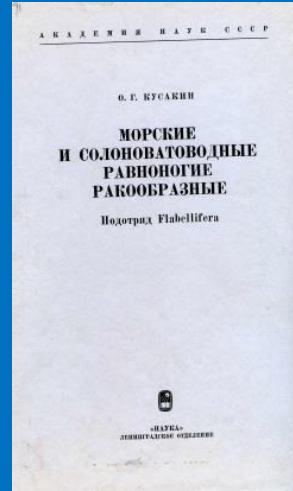 АКАДЕМИЯ НАУК СССР
О. Г. КУСАКИН
МОРСКИЕ
И СОЛОНОВАТОВОДНЫЕ
РАВНОНОГИЕ
РАКООБРАЗНЫЕ
Подотряд Flabellifera
«НАУКА»
ЛЕНИНГРАДСКОЕ ОТДЕЛЕНИЕ